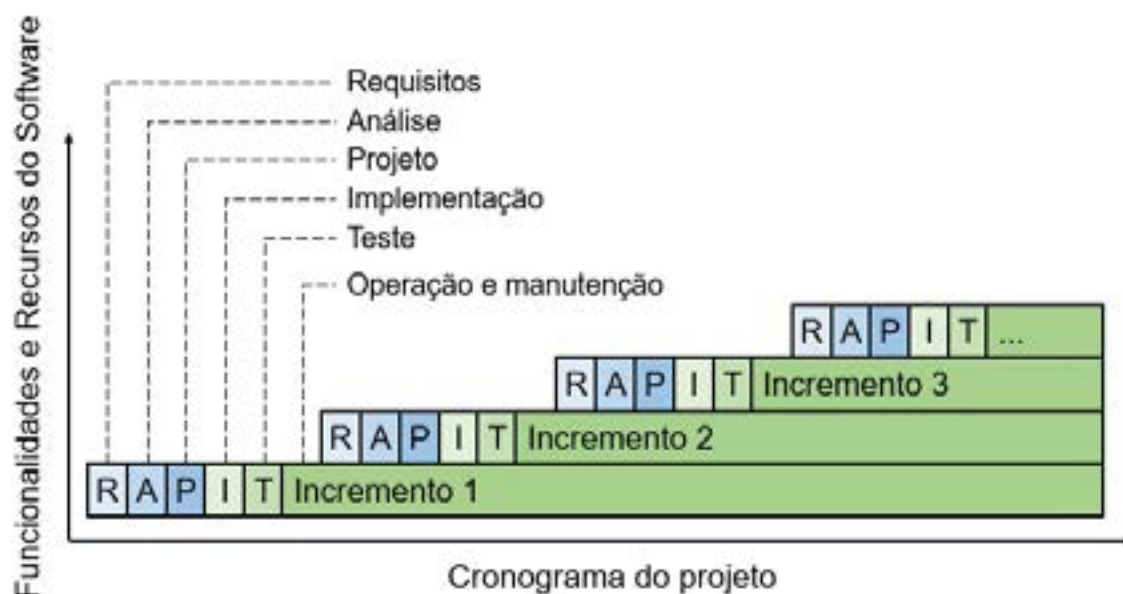 Funcionalidades e Recursos do Software
Requisitos
Análise
Projeto
Implementação
Teste
Operação e manutenção
R A P I T ...
R A P I T Incremento 3
R A P I T Incremento 2
R A P I T Incremento 1
Cronograma do projeto